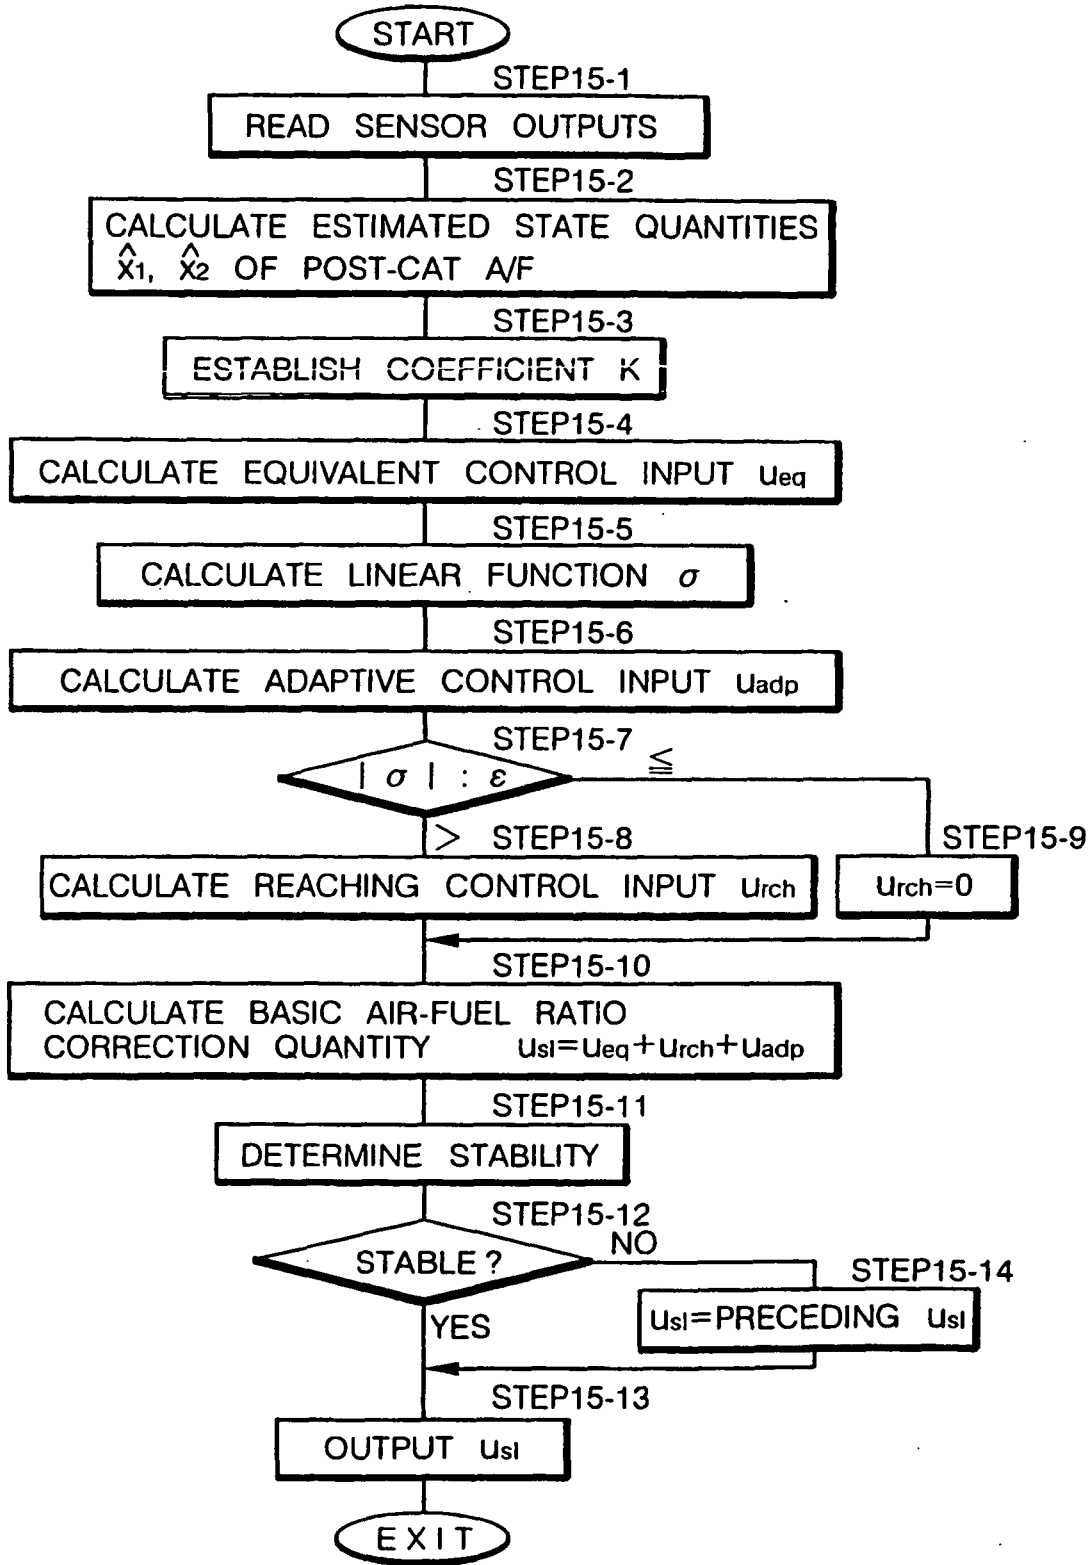 START
STEP15-1
READ SENSOR OUTPUTS
STEP15-2
CALCULATE ESTIMATED STATE QUANTITIES
x̂1, x̂2 OF POST-CAT A/F
STEP15-3
ESTABLISH COEFFICIENT K
STEP15-4
CALCULATE EQUIVALENT CONTROL INPUT ueq
STEP15-5
CALCULATE LINEAR FUNCTION σ
STEP15-6
CALCULATE ADAPTIVE CONTROL INPUT uadp
STEP15-7
| σ | : ε
≦
>
STEP15-8
STEP15-9
CALCULATE REACHING CONTROL INPUT urch
urch=0
STEP15-10
CALCULATE BASIC AIR-FUEL RATIO
CORRECTION QUANTITY usl=ueq+urch+uadp
STEP15-11
DETERMINE STABILITY
STEP15-12
STABLE?
NO
STEP15-14
usl=PRECEDING usl
YES
STEP15-13
OUTPUT usl
EXIT